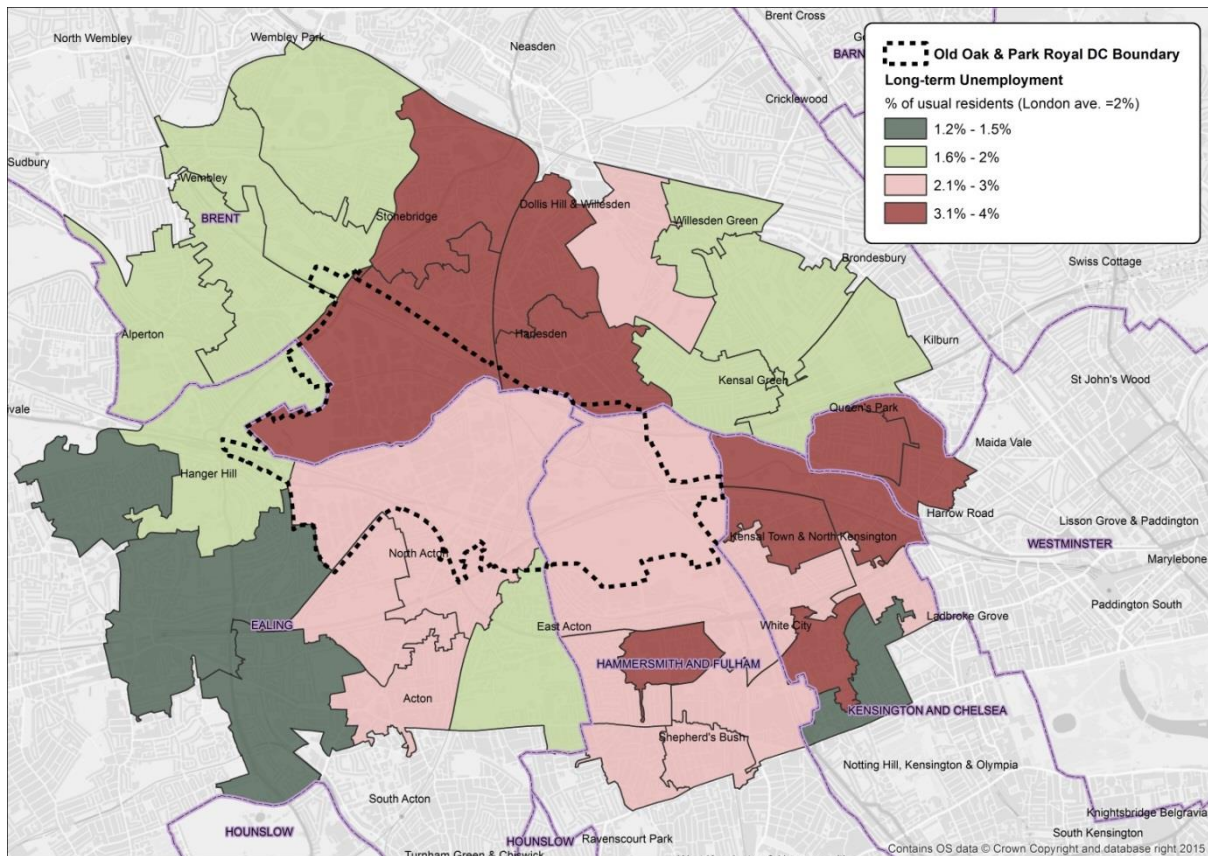 Brent Cross
North Wembley
Wembley Park
Neasden
BARN
Cricklewood
Old Oak & Park Royal DC Boundary
Long-term Unemployment
% of usual residents (London ave. =2%)
1.2% - 1.5%
1.6% - 2%
2.1% - 3%
3.1% - 4%
Sudbury
Wembley
BRENT
Stonebridge
Dollis Hill & Willesden
Willesden Green
Brondesbury
Swiss Cottage
Alperton
Harlesden
Kilburn
Kensal Green
St John's Wood
Queen's Park
Maida Vale
Hanger Hill
Harrow Road
Lisson Grove & Paddington
Kensal Town & North Kensington
WESTMINSTER
North Acton
Marylebone
Paddington South
EALING
East Acton
White City
Ladbroke Grove
HAMMERSMITH AND FULHAM
Acton
KENSINGTON AND CHELSEA
Shepherd's Bush
Notting Hill, Kensington & Olympia
South Acton
Knightsbridge Belgravia
HOUNSLOW
HOUNSLOW
Ravenscourt Park
South Kensington
Turnham Green & Chiswick
Contains OS data © Crown Copyright and database right 2015